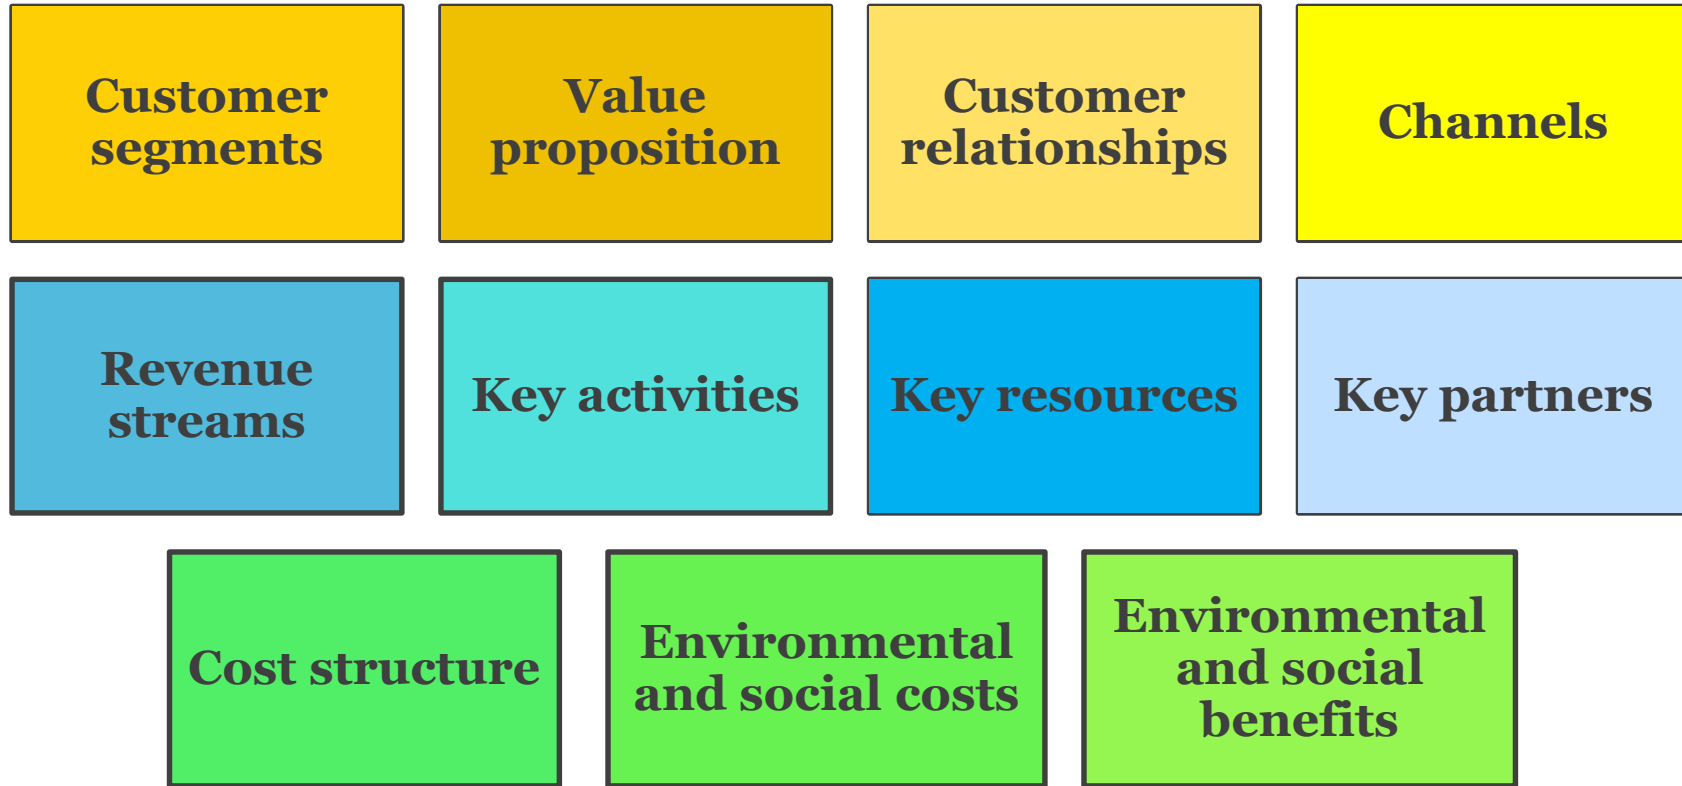 Customer
segments
Value
proposition
Customer
relationships
Channels
Revenue
streams
Key activities
Key resources
Key partners
Cost structure
Environmental
and social costs
Environmental
and social
benefits